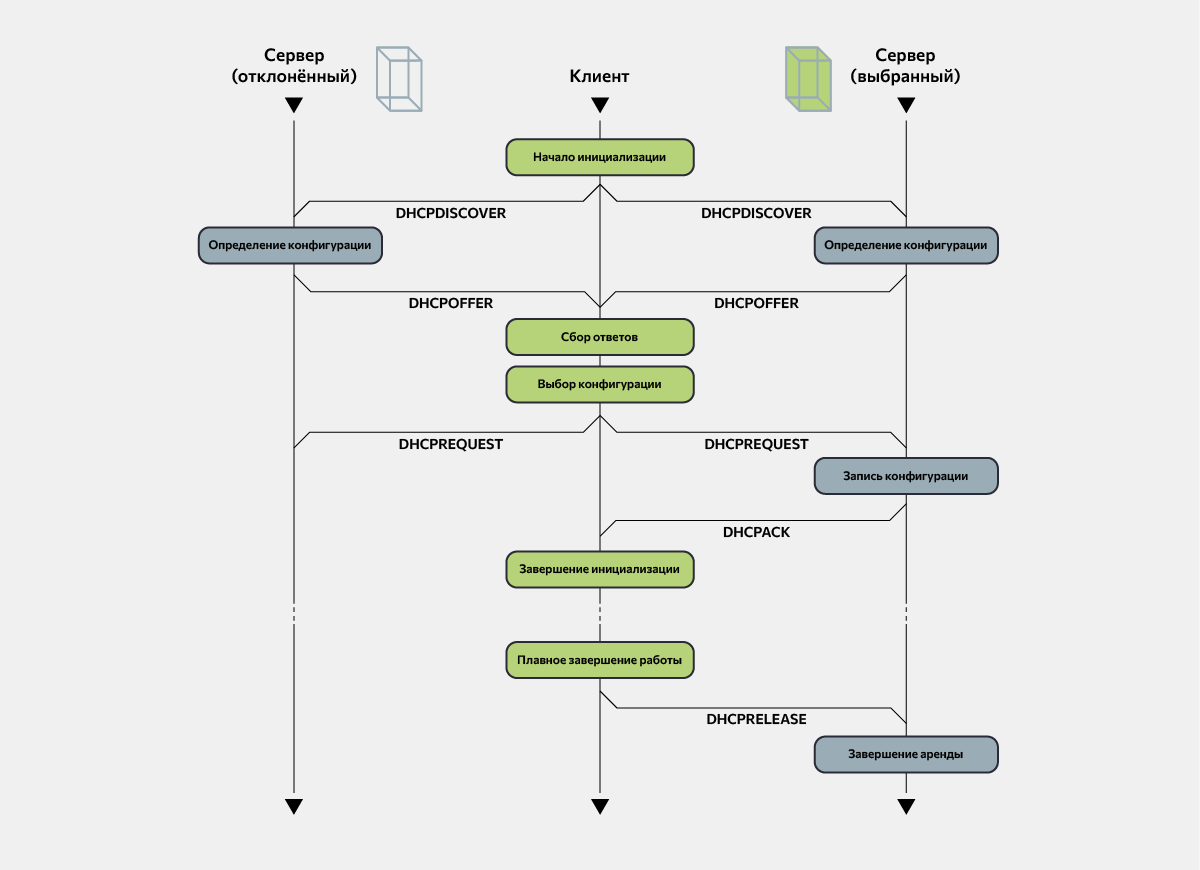 Сервер
(отклонённый)
Клиент
Сервер
(выбранный)
Начало инициализации
DHCPDISCOVER
DHCPDISCOVER
Определение конфигурации
Определение конфигурации
DHCPOFFER
DHCPOFFER
Сбор ответов
Выбор конфигурации
DHCPREQUEST
DHCPREQUEST
Запись конфигурации
DHCPACK
Завершение инициализации
Плавное завершение работы
DHCPRELEASE
Завершение аренды